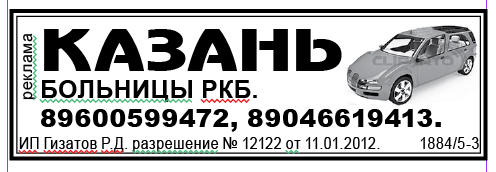 реклама
КАЗАНЬ
БОЛЬНИЦЫ РКБ.
89600599472, 89046619413.
ИП Гизатов Р.Д. разрешение № 12122 от 11.01.2012. 1884/5-3